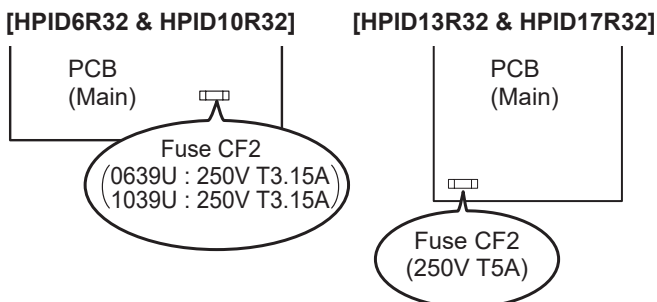 [HPID6R32 & HPID10R32]
PCB
(Main)
Fuse CF2
(0639U : 250V T3.15A
1039U : 250V T3.15A)
[HPID13R32 & HPID17R32]
PCB
(Main)
Fuse CF2
(250V T5A)